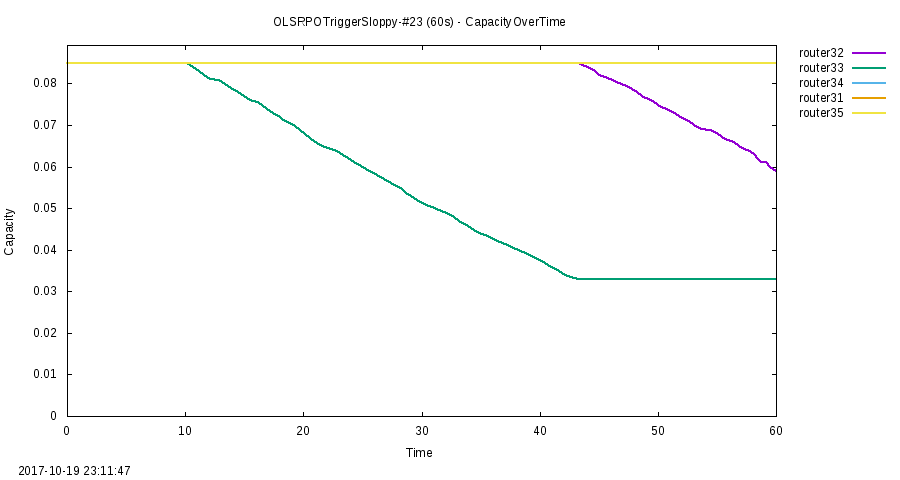 OLSRPOTriggerSloppy-#23 (60s) - CapacityOverTime
router32
router33
router34
router31
router35
0.08
0.07
0.06
0.05
0.04
0.03
0.02
0.01
0
Capacity
0 10 20 30 40 50 60
Time
2017-10-19 23:11:47